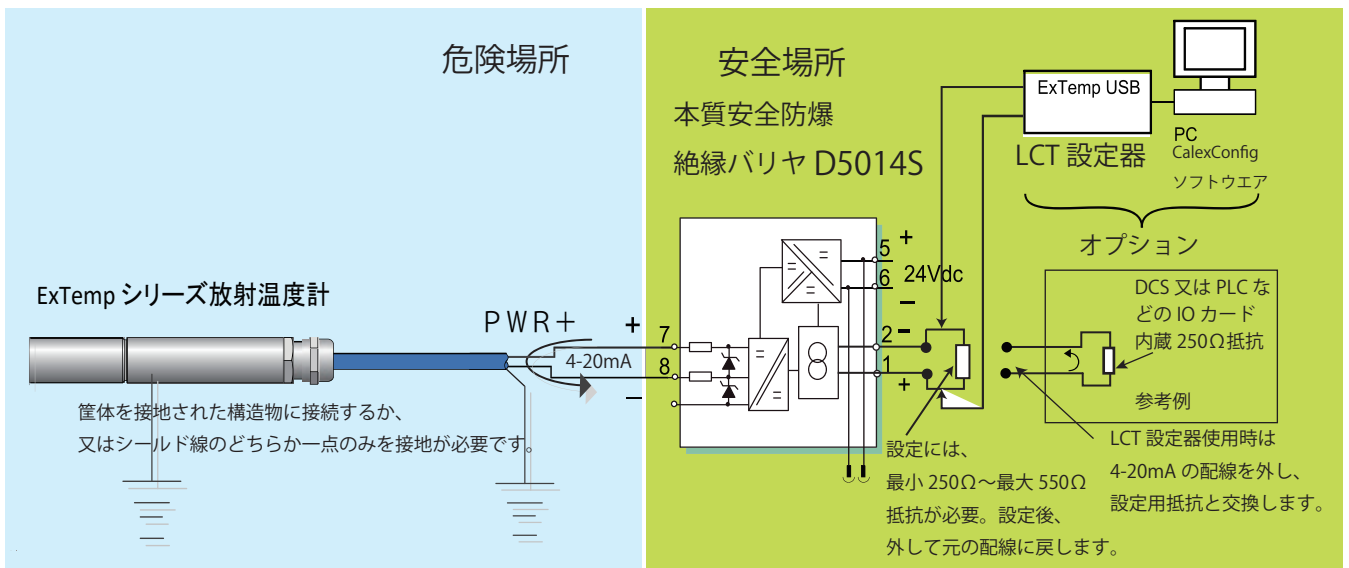 危険場所
安全場所
本質安全防爆
絶縁バリヤ D5014S
ExTemp USB
LCT 設定器
PC
CalexConfig
ソフトウエア
オプション
ExTemp シリーズ放射温度計
PWR+
4-20mA
+
7
8
−
5 +
24Vdc
6
−
2 −
1
+
DCS 又は PLC な
どの IO カード
内蔵 250Ω抵抗
参考例
筐体を接地された構造物に接続するか、
又はシールド線のどちらか一点のみを接地が必要です。
設定には、
最小 250Ω～最大 550Ω
抵抗が必要。設定後、
外して元の配線に戻します。
LCT 設定器使用時は
4-20mA の配線を外し、
設定用抵抗と交換します。